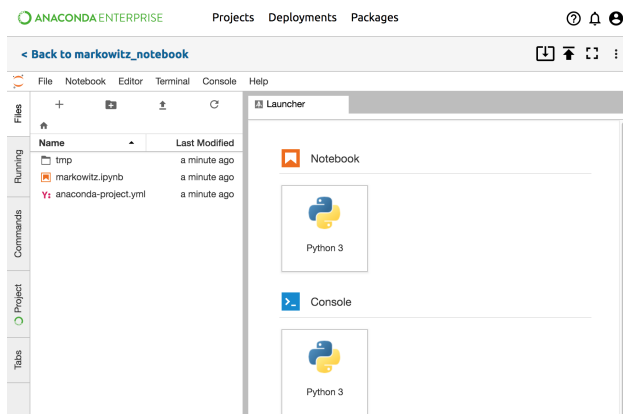 ANACONDA ENTERPRISE Projects Deployments Packages
< Back to markowitz_notebook
File Notebook Editor Terminal Console Help
Files
Running
Commands
Project
Tabs
Name Last Modified
tmp a minute ago
markowitz.ipynb a minute ago
Y: anaconda-project.yml a minute ago
Launcher
Notebook
Python 3
Console
Python 3